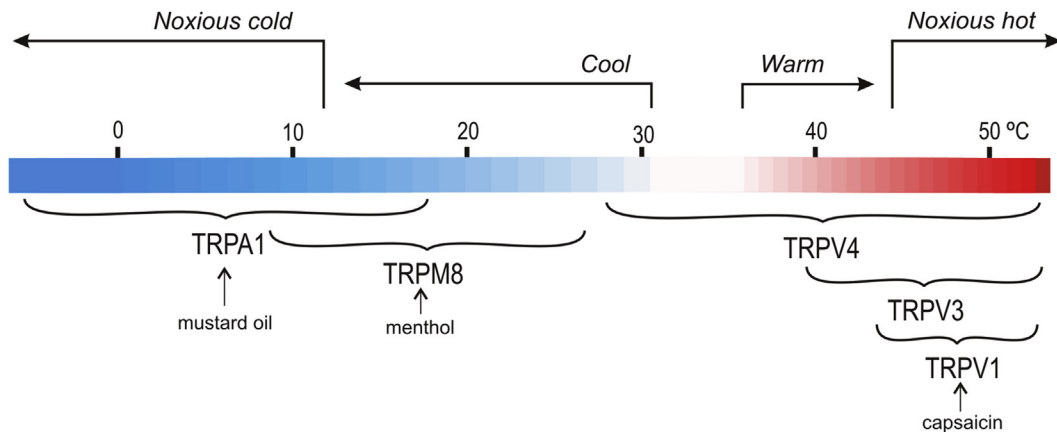 Noxious cold
Noxious hot
Cool
Warm
0 10 20 30 40 50 ºC
TRPA1
TRPV4
TRPM8
mustard oil
menthol
TRPV3
TRPV1
capsaicin